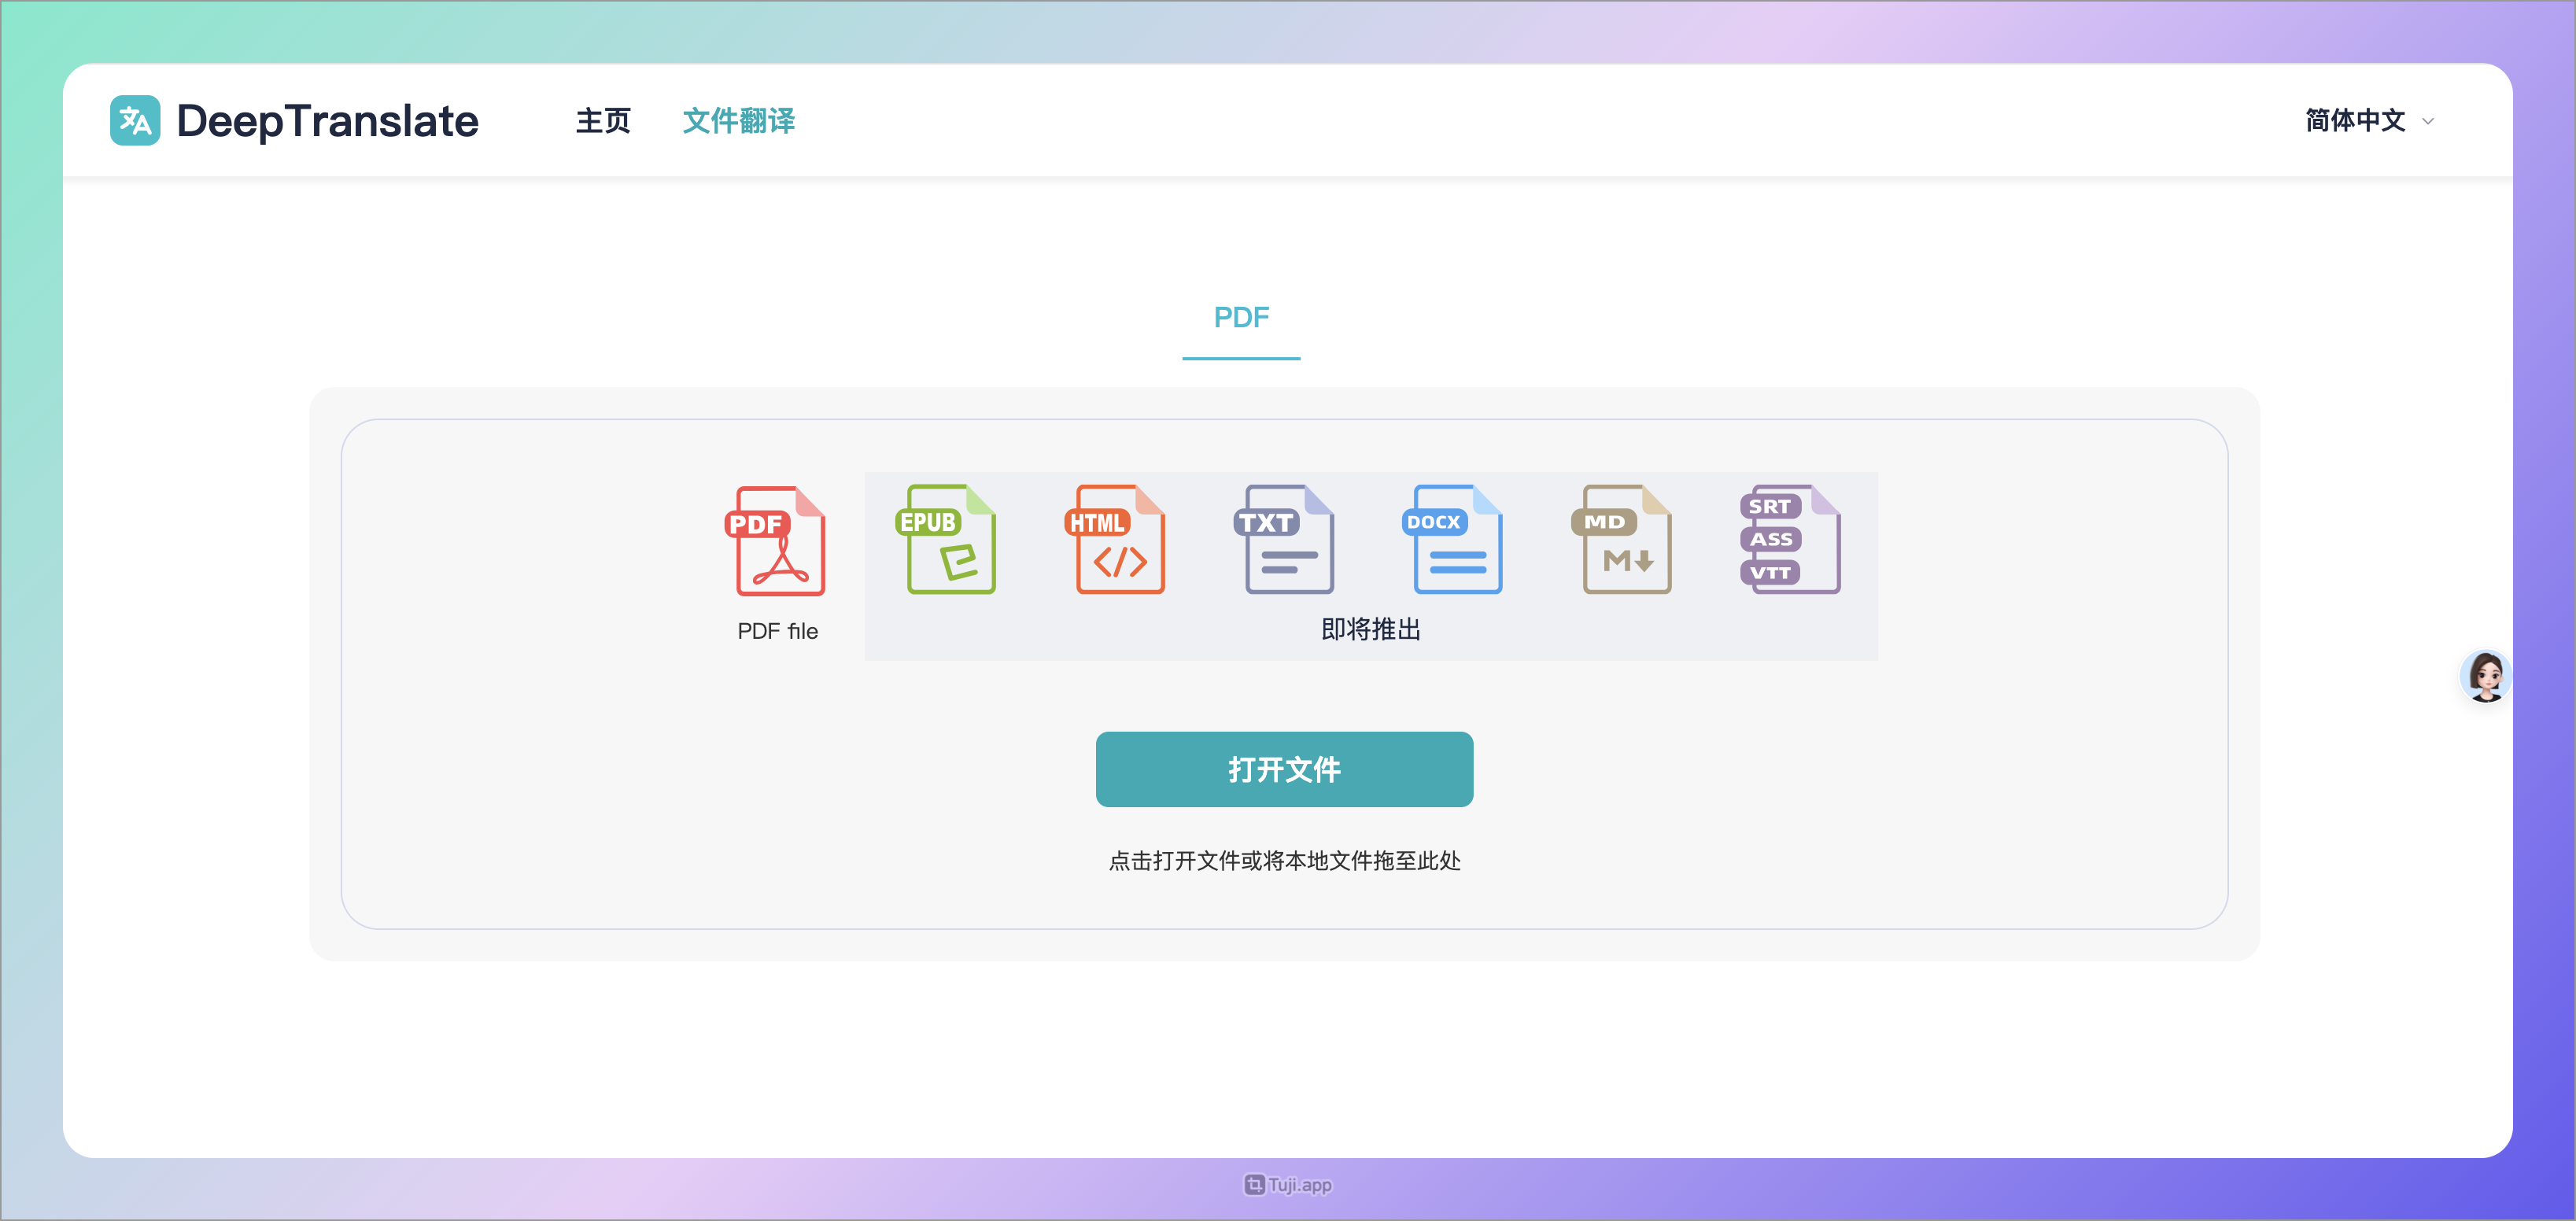 DeepTranslate 主页 文件翻译 简体中文
PDF
PDF EPUB HTML TXT DOCX MD SRT
ASS
VTT
PDF file 即将推出
打开文件
点击打开文件或将本地文件拖至此处
Tuji.app